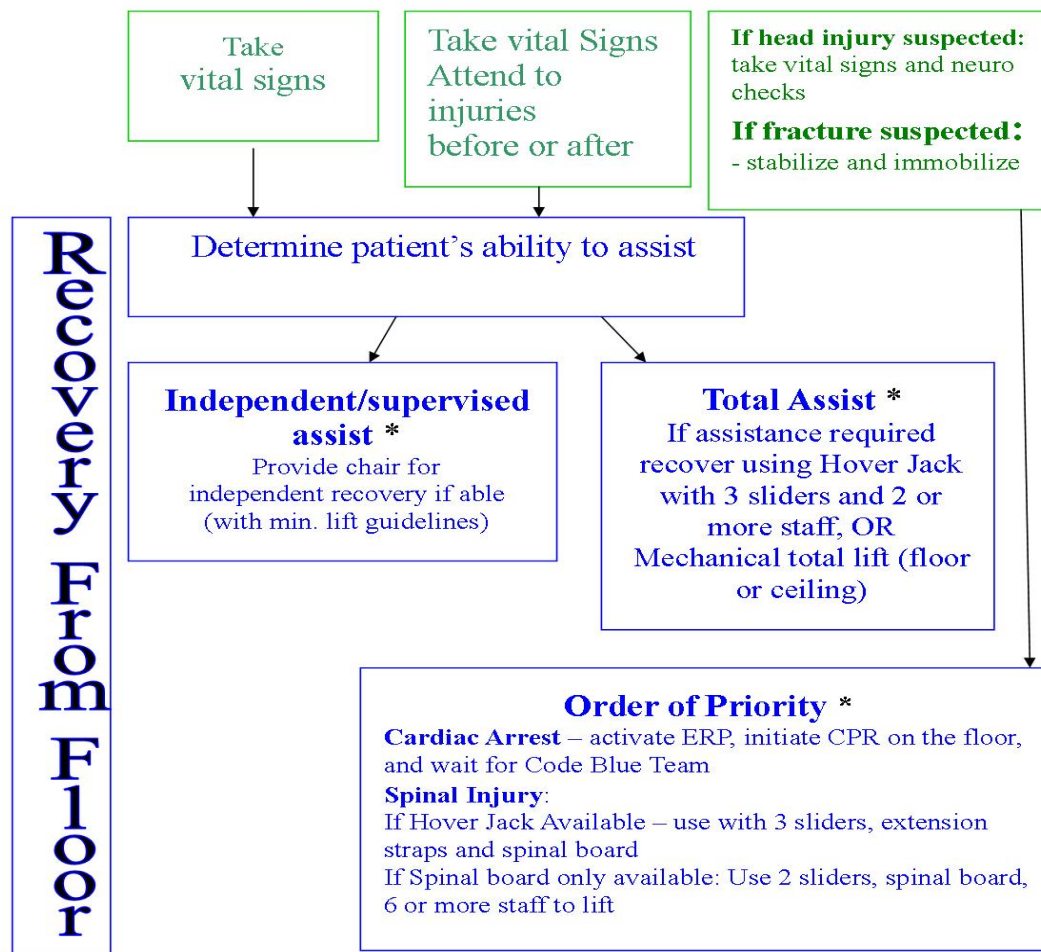 Take
vital signs
Take vital Signs
Attend to
injuries
before or after
If head injury suspected:
take vital signs and neuro
checks
If fracture suspected:
- stabilize and immobilize
Recovery From Floor
Determine patient’s ability to assist
Independent/supervised
assist *
Provide chair for
independent recovery if able
(with min. lift guidelines)
Total Assist *
If assistance required
recover using Hover Jack
with 3 sliders and 2 or
more staff, OR
Mechanical total lift (floor
or ceiling)
Order of Priority *
Cardiac Arrest – activate ERP, initiate CPR on the floor,
and wait for Code Blue Team
Spinal Injury:
If Hover Jack Available – use with 3 sliders, extension
straps and spinal board
If Spinal board only available: Use 2 sliders, spinal board,
6 or more staff to lift